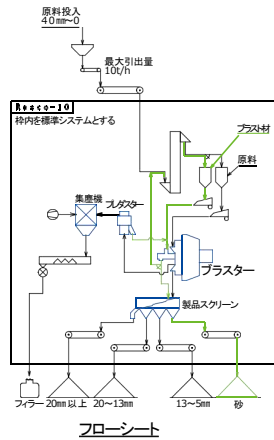 原料投入
40mm~0
最大引出量
10t/h
Reaco-10
枠内を標準システムとする
ブラスト材
原料
集塵機
プレダスター
ブラスター
製品スクリーン
フィラー
20mm以上
20~13mm
13~5mm
砂
フローシート